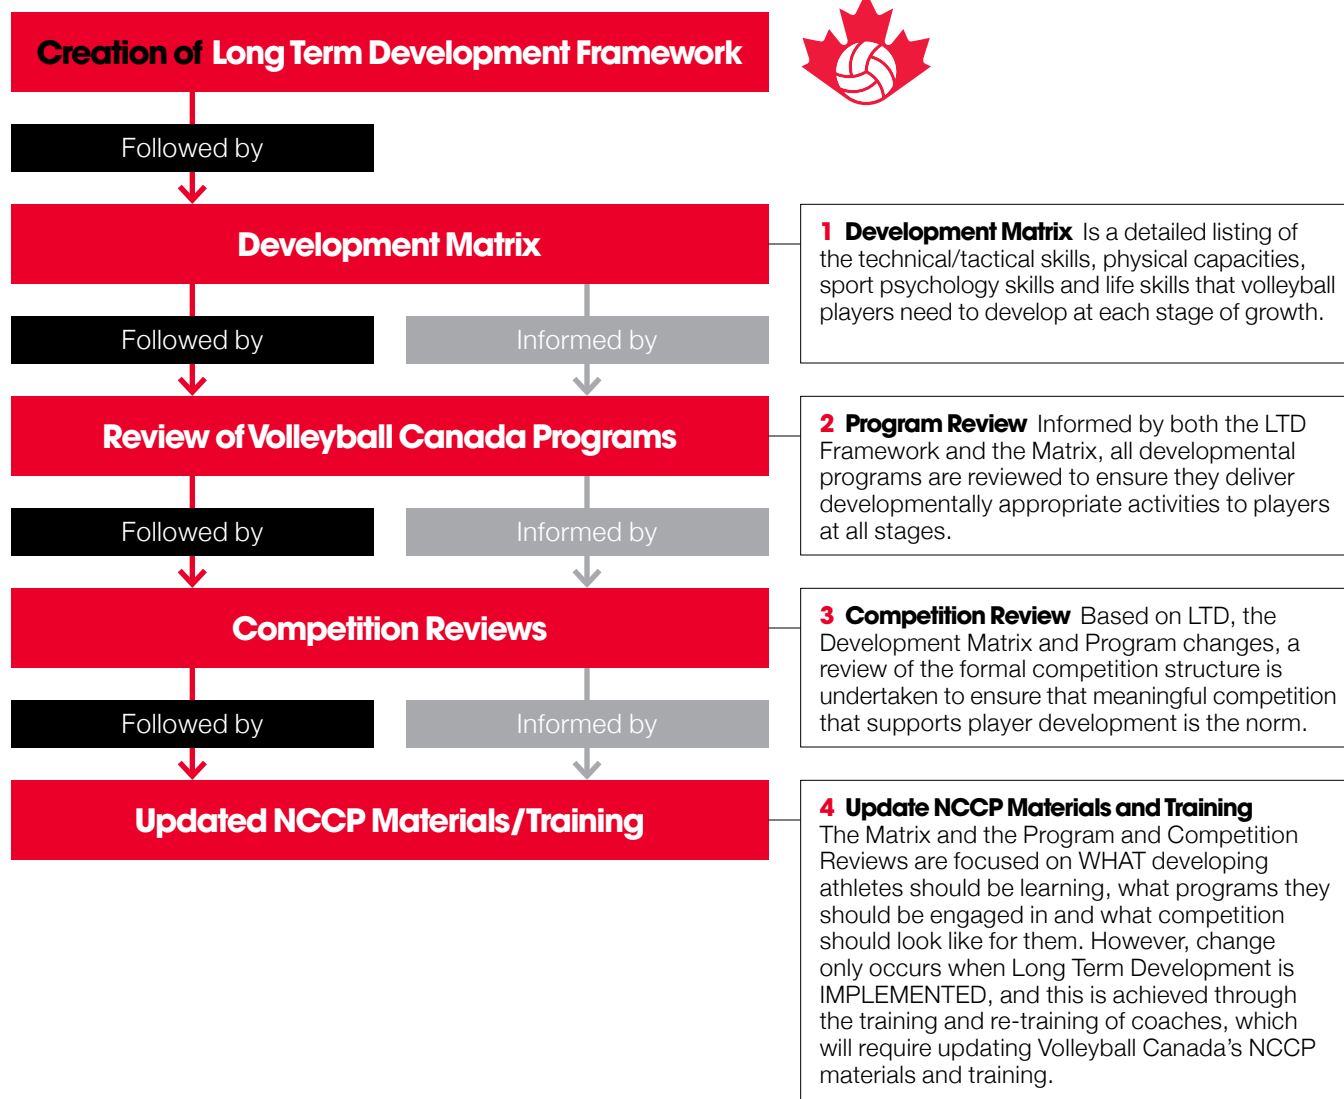 Creation of Long Term Development Framework
Followed by
Development Matrix
1 Development Matrix Is a detailed listing of
the technical/tactical skills, physical capacities,
sport psychology skills and life skills that volleyball
players need to develop at each stage of growth.
Followed by
Informed by
Review of Volleyball Canada Programs
2 Program Review Informed by both the LTD
Framework and the Matrix, all developmental
programs are reviewed to ensure they deliver
developmentally appropriate activities to players
at all stages.
Followed by
Informed by
Competition Reviews
3 Competition Review Based on LTD, the
Development Matrix and Program changes, a
review of the formal competition structure is
undertaken to ensure that meaningful competition
that supports player development is the norm.
Followed by
Informed by
Updated NCCP Materials/Training
4 Update NCCP Materials and Training
The Matrix and the Program and Competition
Reviews are focused on WHAT developing
athletes should be learning, what programs they
should be engaged in and what competition
should look like for them. However, change
only occurs when Long Term Development is
IMPLEMENTED, and this is achieved through
the training and re-training of coaches, which
will require updating Volleyball Canada's NCCP
materials and training.